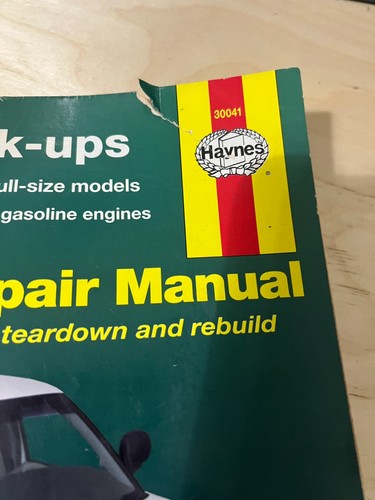 30041
Haynes
®
k-ups
ull-size models
gasoline engines
pair Manual
teardown and rebuild